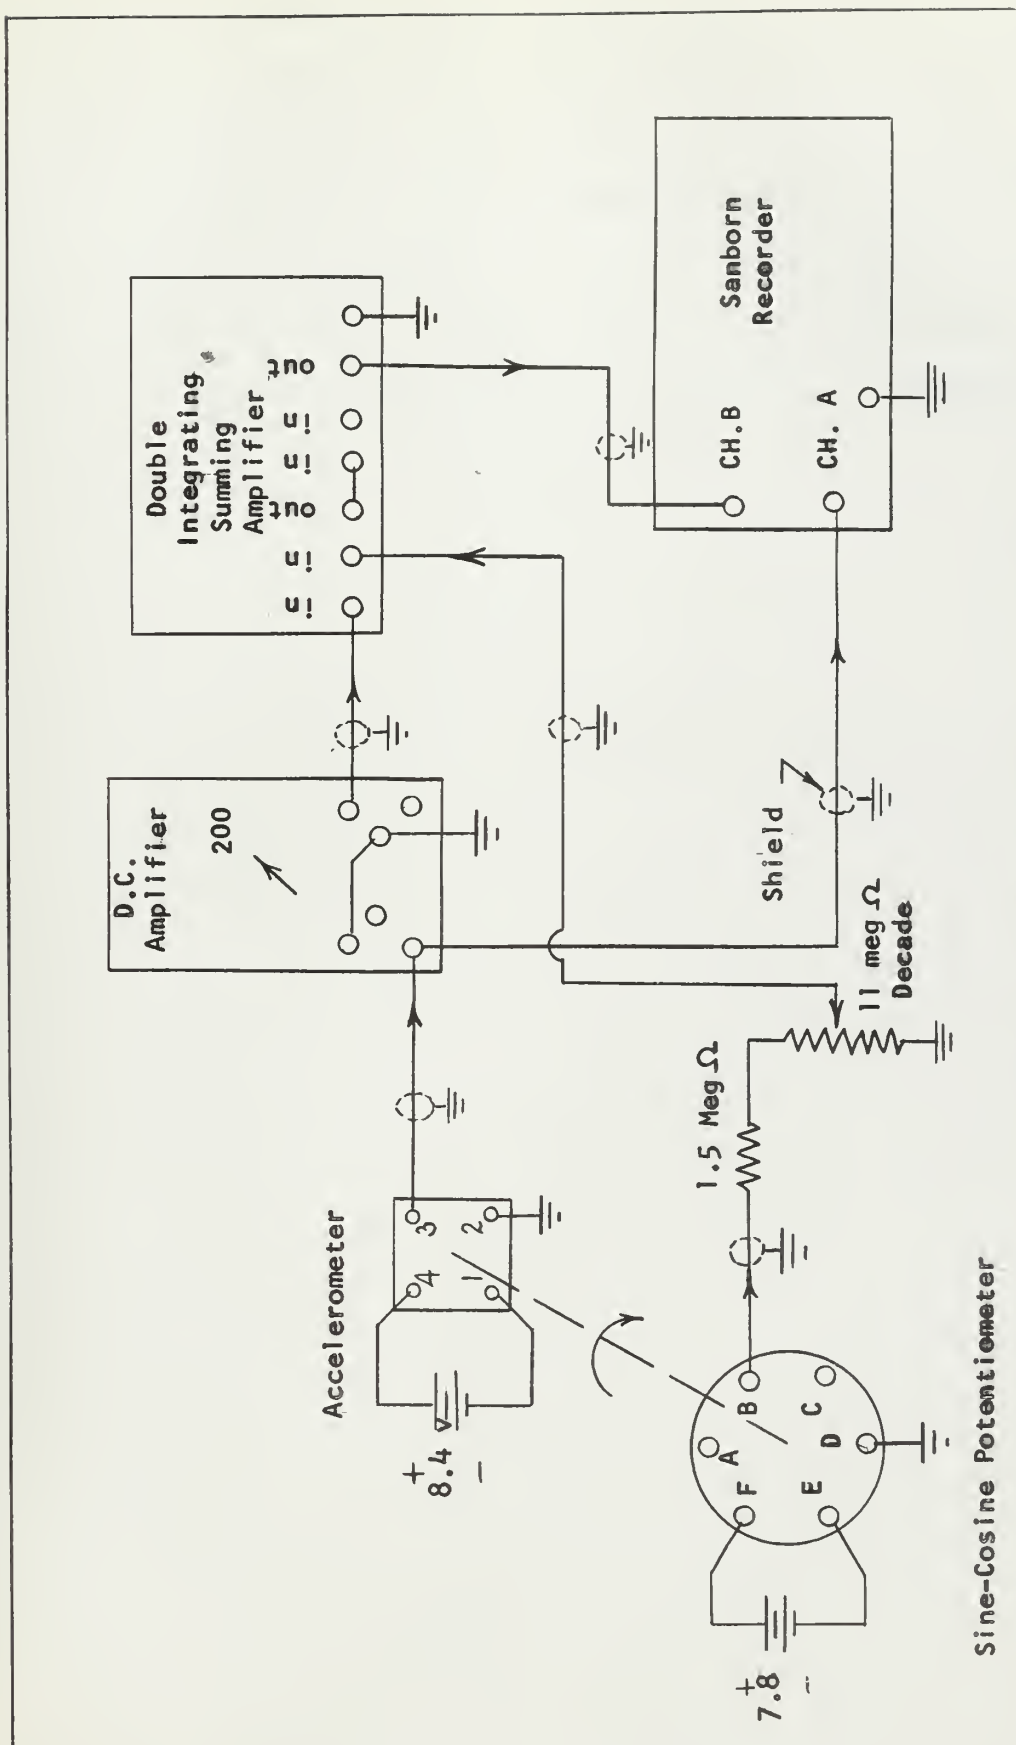 Double
Integrating
Summing
Amplifier
in
in
out
in
in
out
D.C.
Amplifier
200
Accelerometer
4
3
1
2
+
8.4 v
−
Sanborn
Recorder
CH.B
CH. A
Shield
1.5 Meg Ω
11 meg Ω
Decade
+
7.8
−
A
B
C
D
E
F
Sine-Cosine Potentiometer